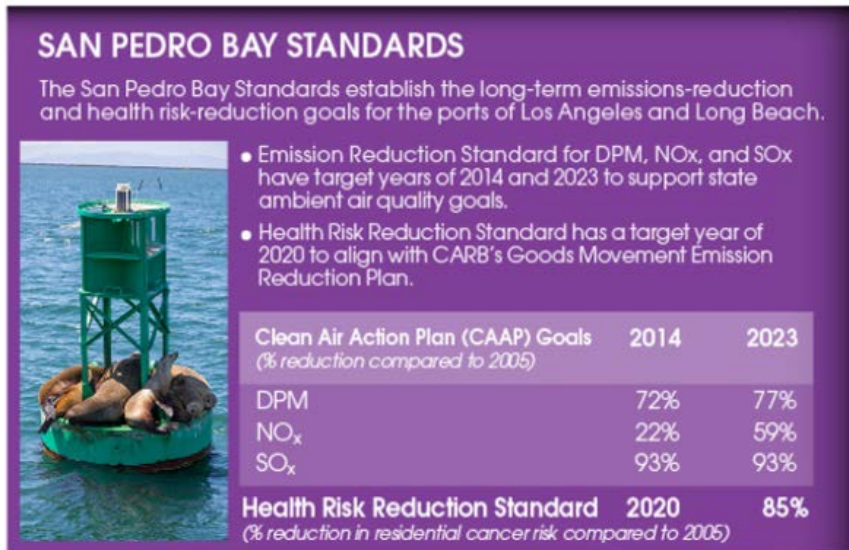 SAN PEDRO BAY STANDARDS
The San Pedro Bay Standards establish the long-term emissions-reduction
and health risk-reduction goals for the ports of Los Angeles and Long Beach.
• Emission Reduction Standard for DPM, NOx, and SOx
have target years of 2014 and 2023 to support state
ambient air quality goals.
• Health Risk Reduction Standard has a target year of
2020 to align with CARB's Goods Movement Emission
Reduction Plan.
Clean Air Action Plan (CAAP) Goals 2014 2023
(% reduction compared to 2005)
DPM 72% 77%
NOx 22% 59%
SOx 93% 93%
Health Risk Reduction Standard 2020 85%
(% reduction in residential cancer risk compared to 2005)